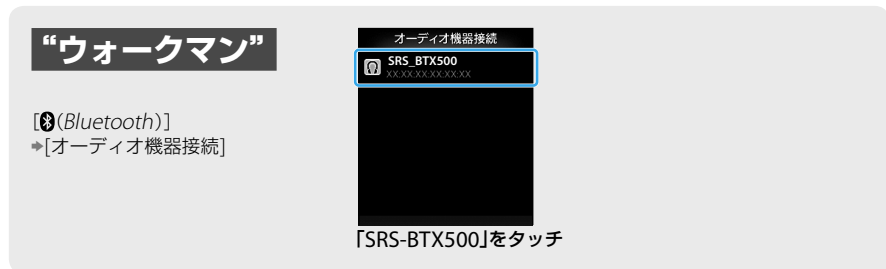 “ウォークマン”
[(Bluetooth)]
➡[オーディオ機器接続]
オーディオ機器接続
SRS_BTX500
XX:XX:XX:XX:XX:XX
「SRS-BTX500」をタッチ